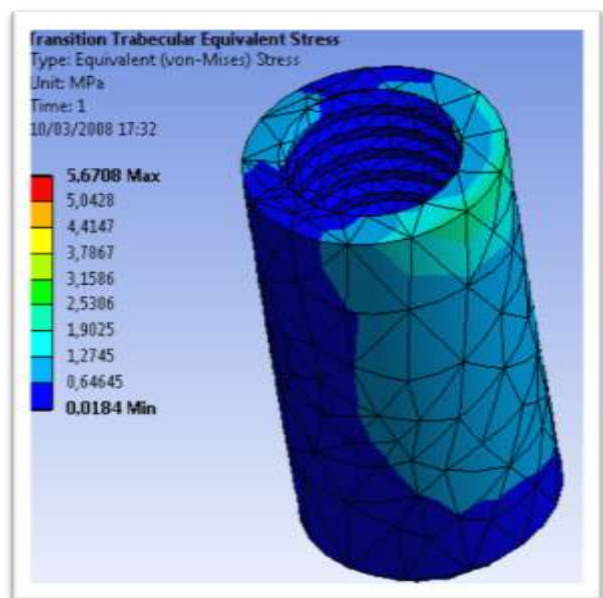 Transition Trabecular Equivalent Stress
Type: Equivalent (von-Mises) Stress
Unit: MPa
Time: 1
10/03/2008 17:32
5,6708 Max
5,0428
4,4147
3,7867
3,1586
2,5306
1,9025
1,2745
0,64645
0,0184 Min